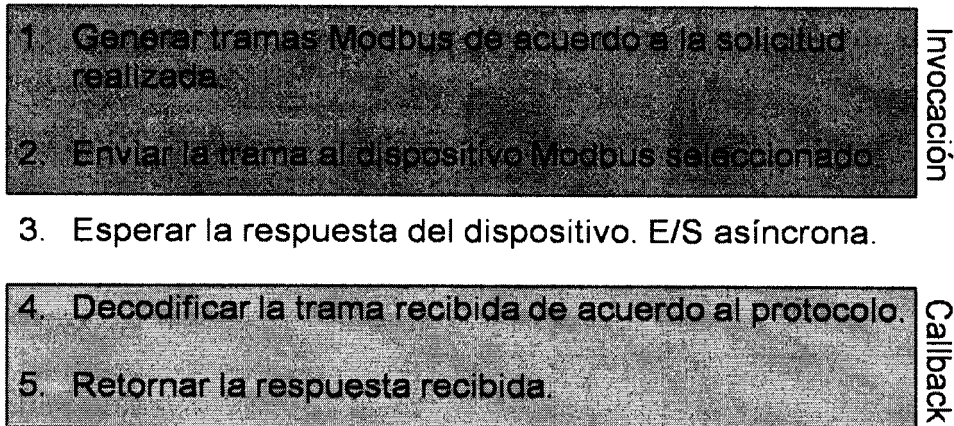 1. Generar tramas Modbus de acuerdo a la solicitud
realizada.
2. Enviar la trama al dispositivo Modbus seleccionado.
Invocación
3. Esperar la respuesta del dispositivo. E/S asíncrona.
4. Decodificar la trama recibida de acuerdo al protocolo.
5. Retornar la respuesta recibida.
Callback